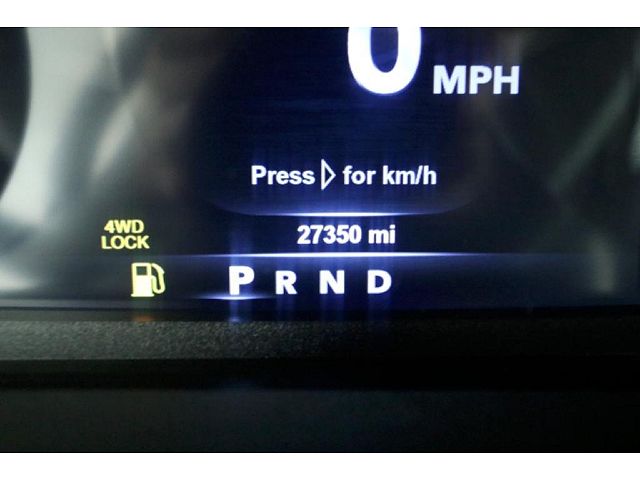 0 MPH
Press ▷ for km/h
4WD
LOCK
27350 mi
P R N D